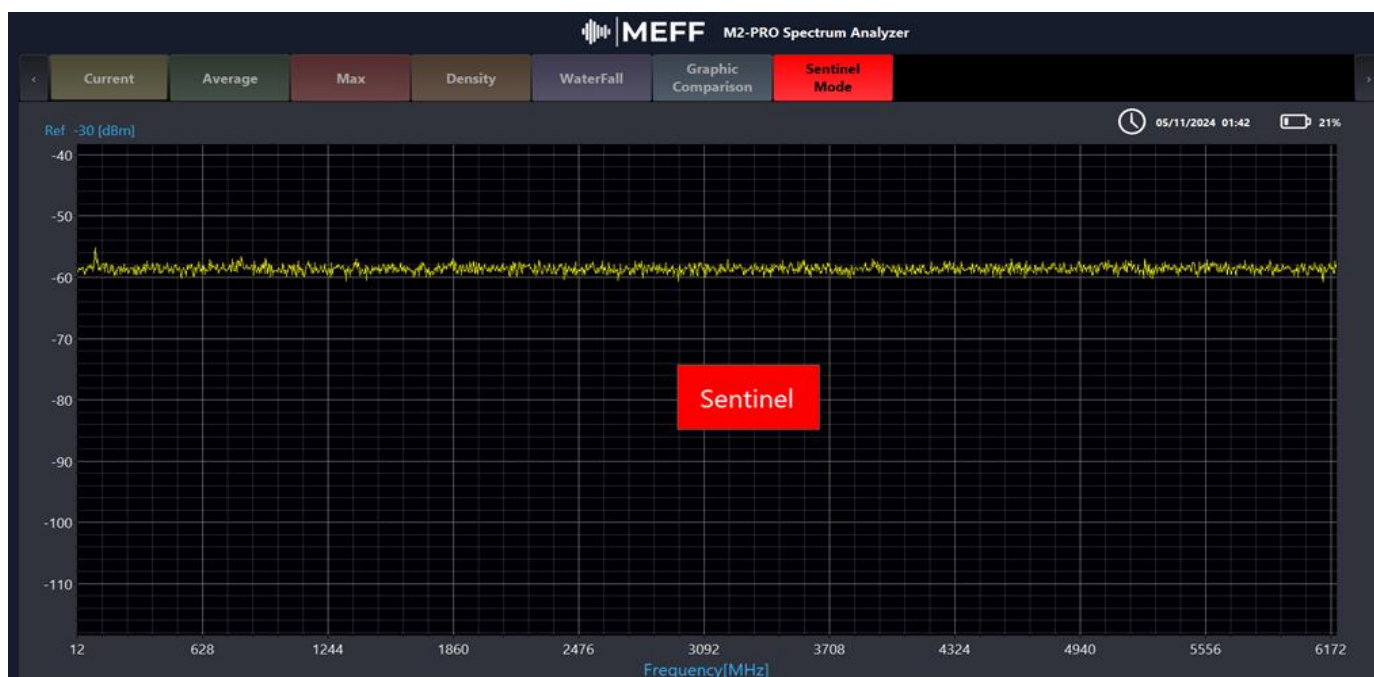 MEFF M2-PRO Spectrum Analyzer
‹ Current Average Max Density WaterFall Graphic Comparison Sentinel Mode ›
Ref -30 [dBm]
05/11/2024 01:42 21%
-40
-50
-60
-70
-80
Sentinel
-90
-100
-110
12 628 1244 1860 2476 3092 3708 4324 4940 5556 6172
Frequency[MHz]